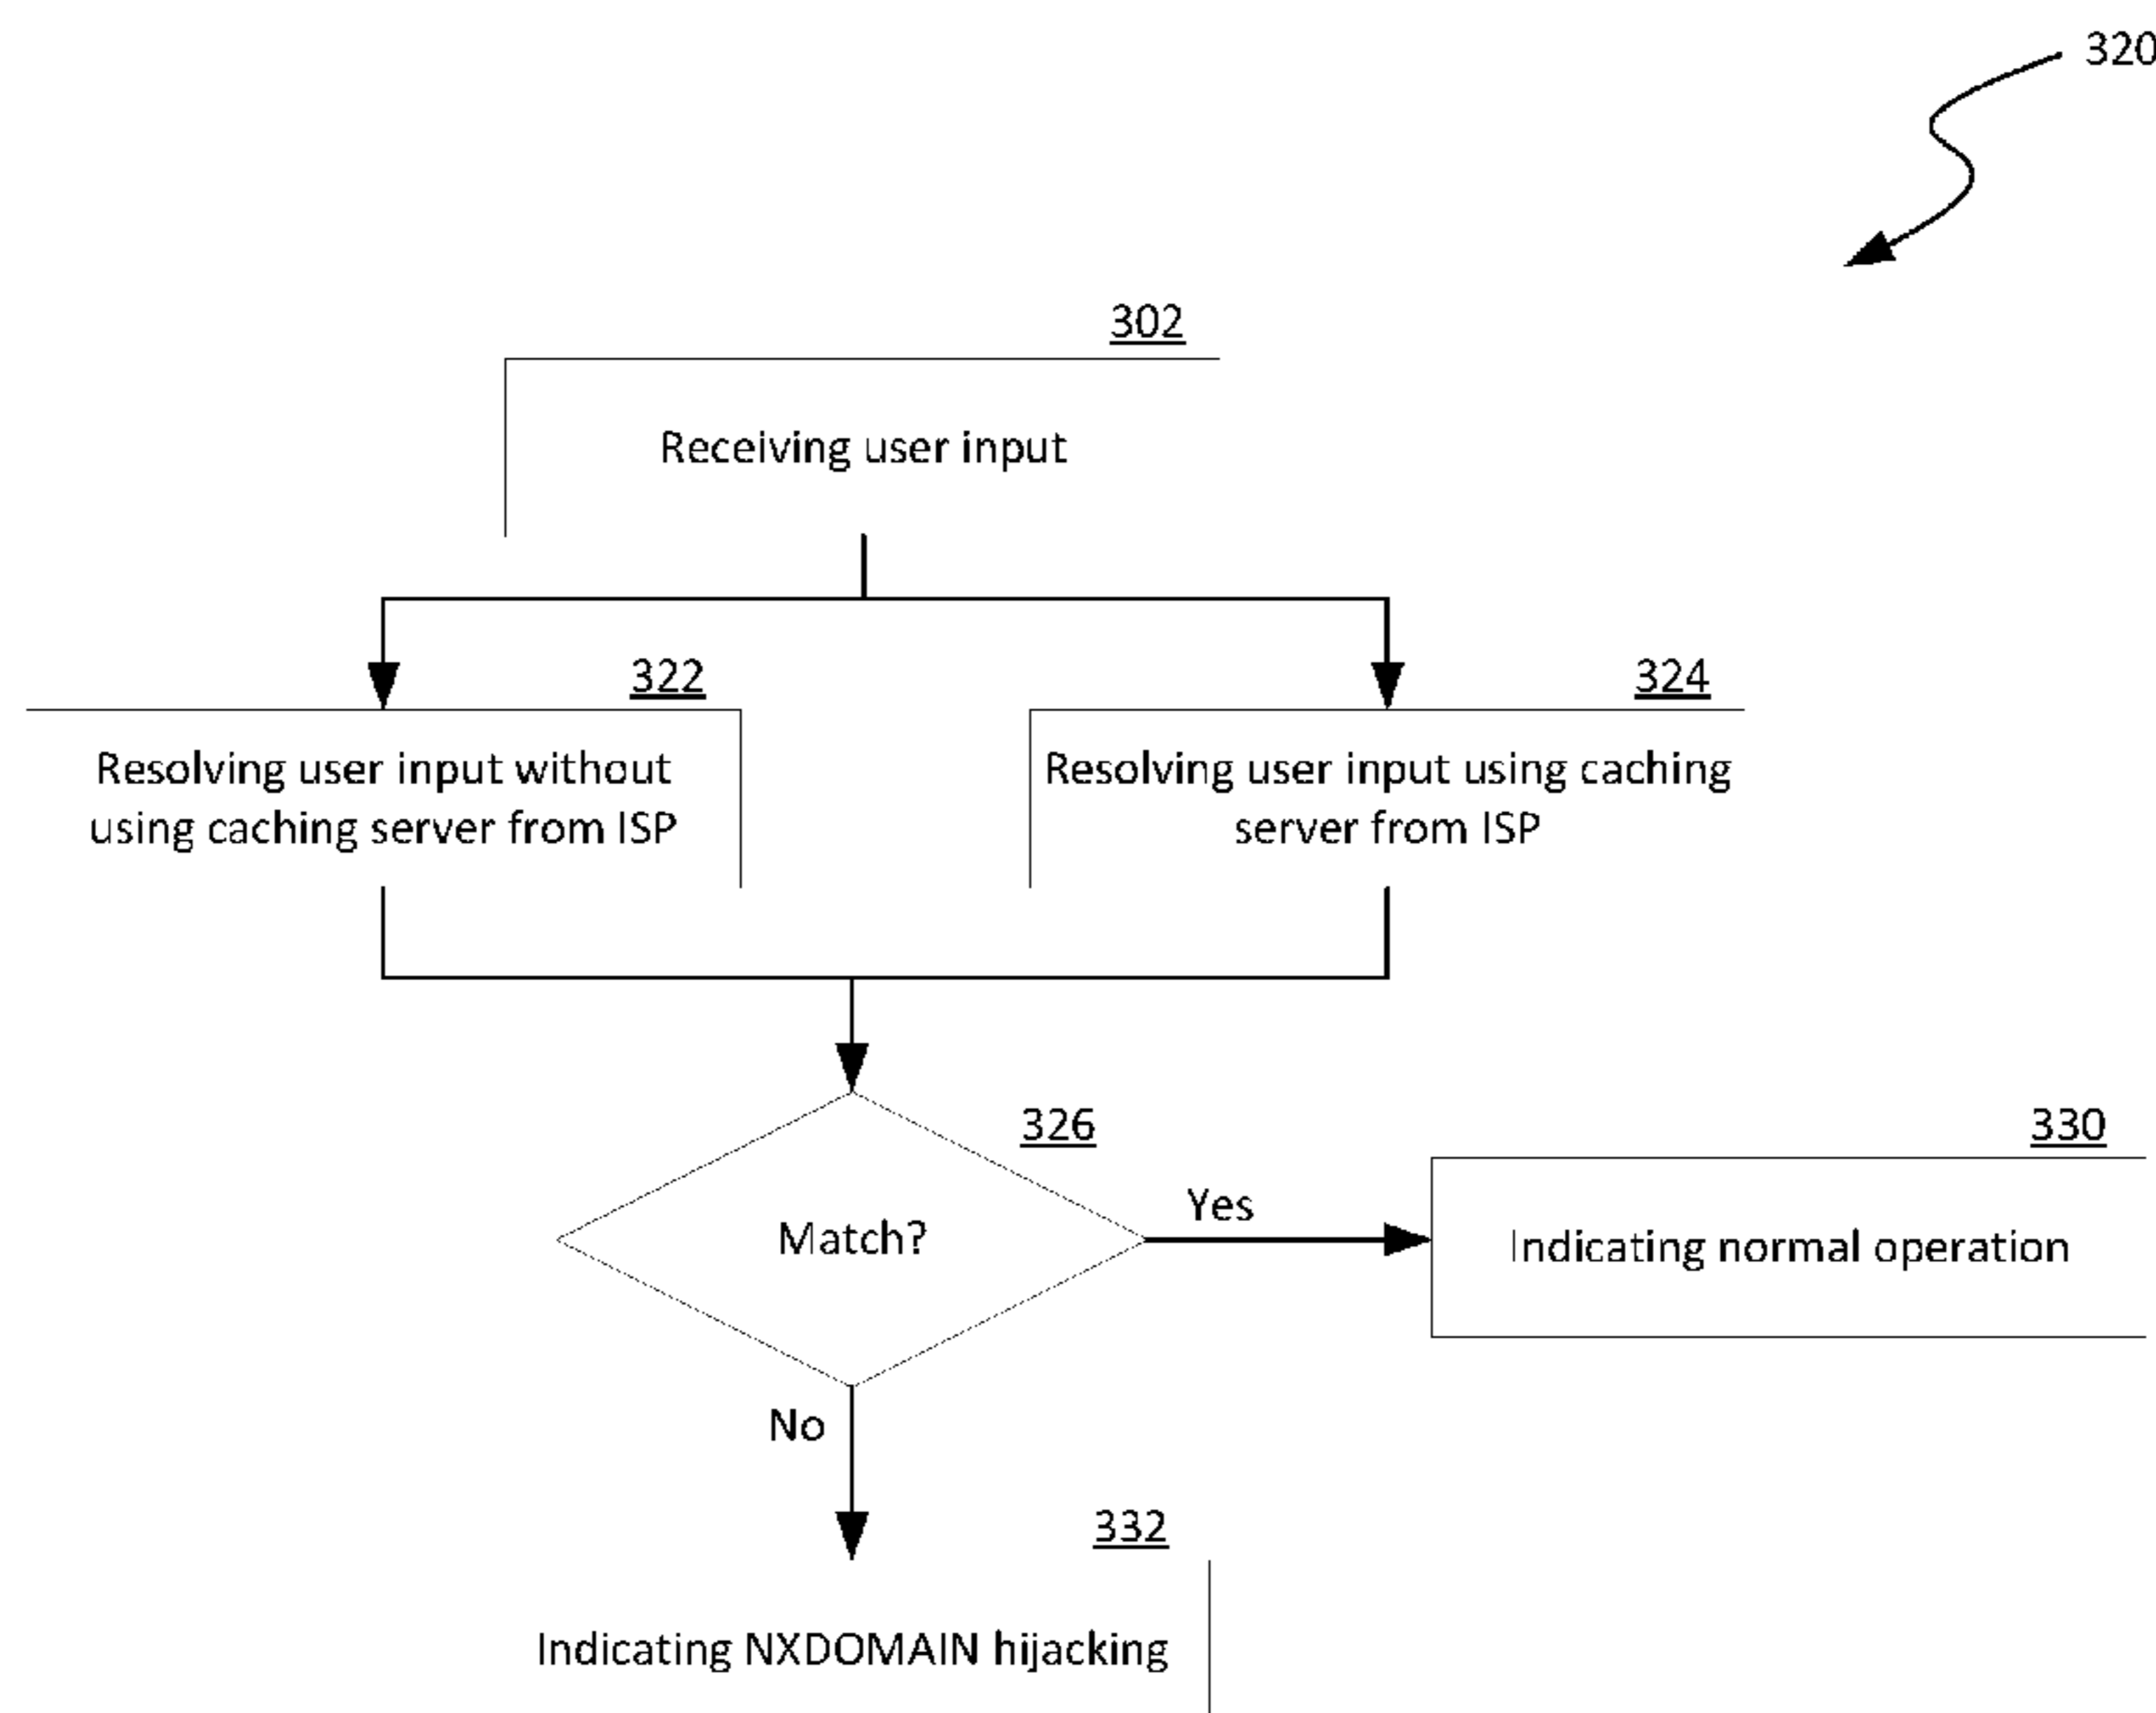 320
302
Receiving user input
322
324
Resolving user input without
using caching server from ISP
Resolving user input using caching
server from ISP
326
330
Yes
Match?
Indicating normal operation
No
332
Indicating NXDOMAIN hijacking